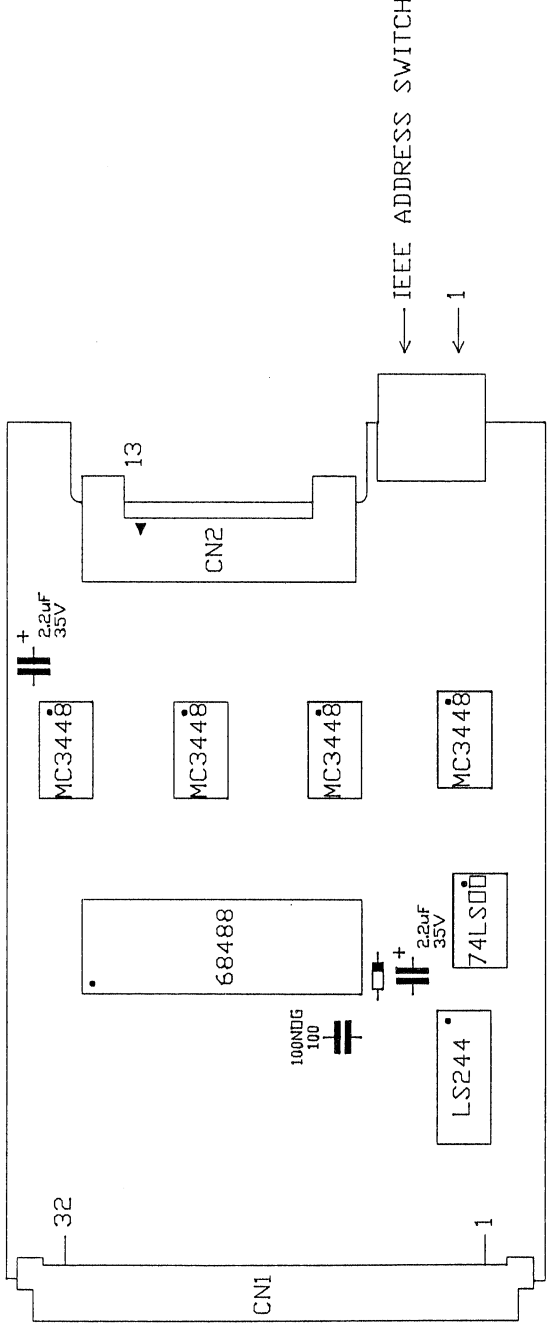 IEEE ADDRESS SWITCH
1
13
CN2
+
2.2uF
35V
MC3448
MC3448
MC3448
MC3448
68488
74LS00
+
2.2uF
35V
100NDG
100
LS244
32
1
CN1